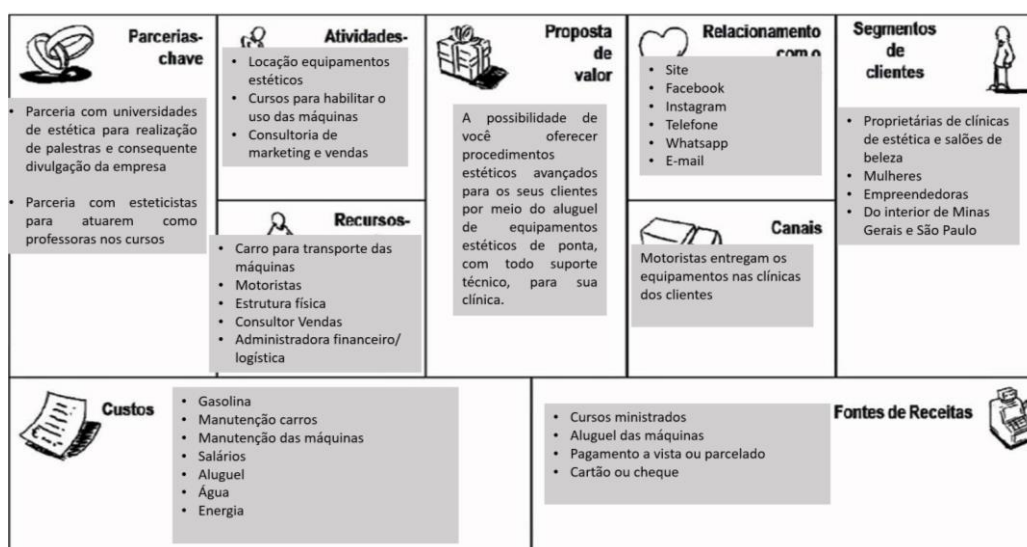 Parcerias-
chave
• Parceria com universidades
de estética para realização
de palestras e consequente
divulgação da empresa
• Parceria com esteticistas
para atuarem como
professoras nos cursos
Atividades-
• Locação equipamentos
estéticos
• Cursos para habilitar o
uso das máquinas
• Consultoria de
marketing e vendas
Recursos-
• Carro para transporte das
máquinas
• Motoristas
• Estrutura física
• Consultor Vendas
• Administradora financeiro/
logística
Proposta
de
valor
A possibilidade de
você oferecer
procedimentos
estéticos avançados
para os seus clientes
por meio do aluguel
de equipamentos
estéticos de ponta,
com todo suporte
técnico, para sua
clínica.
Relacionamento
com o
• Site
• Facebook
• Instagram
• Telefone
• Whatsapp
• E-mail
Canais
Motoristas entregam os
equipamentos nas clínicas
dos clientes
Segmentos
de
clientes
• Proprietárias de clínicas
de estética e salões de
beleza
• Mulheres
• Empreendedoras
• Do interior de Minas
Gerais e São Paulo
Custos
• Gasolina
• Manutenção carros
• Manutenção das máquinas
• Salários
• Aluguel
• Água
• Energia
Fontes de Receitas
• Cursos ministrados
• Aluguel das máquinas
• Pagamento a vista ou parcelado
• Cartão ou cheque